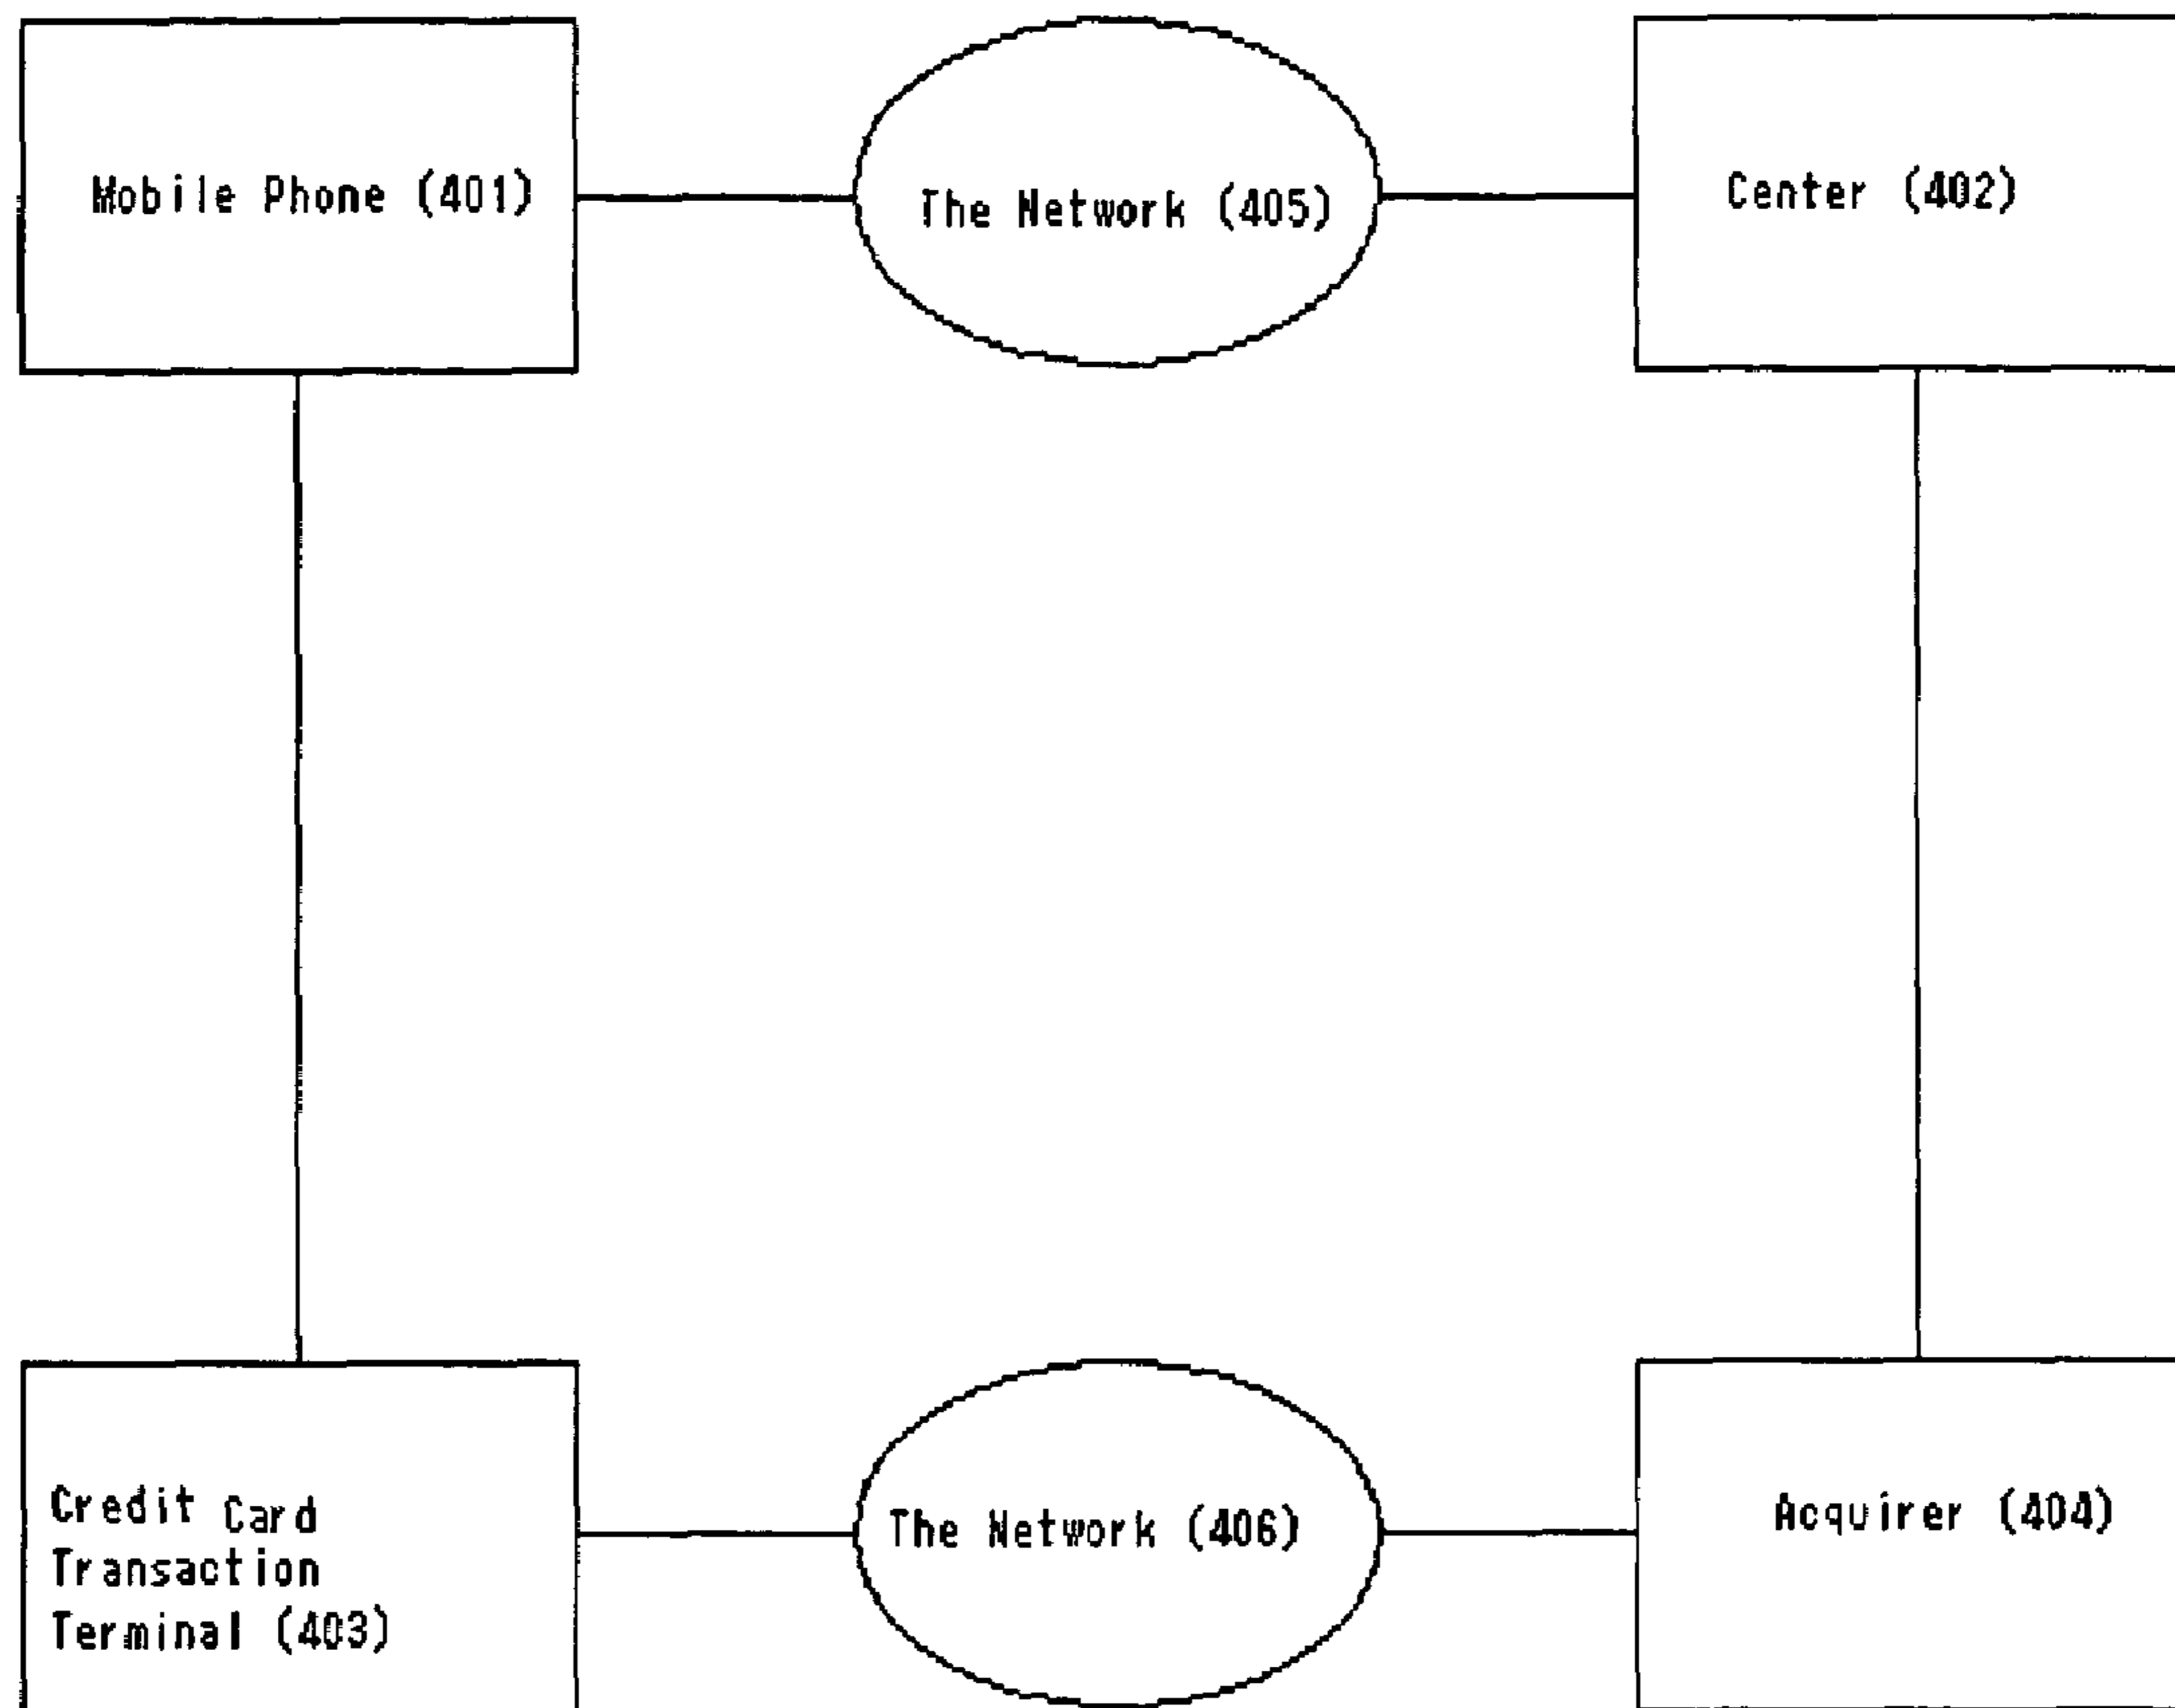 Mobile Phone (401)
The Network (405)
Center (402)
Credit Card
Transaction
Terminal (403)
The Network (406)
Acquirer (404)